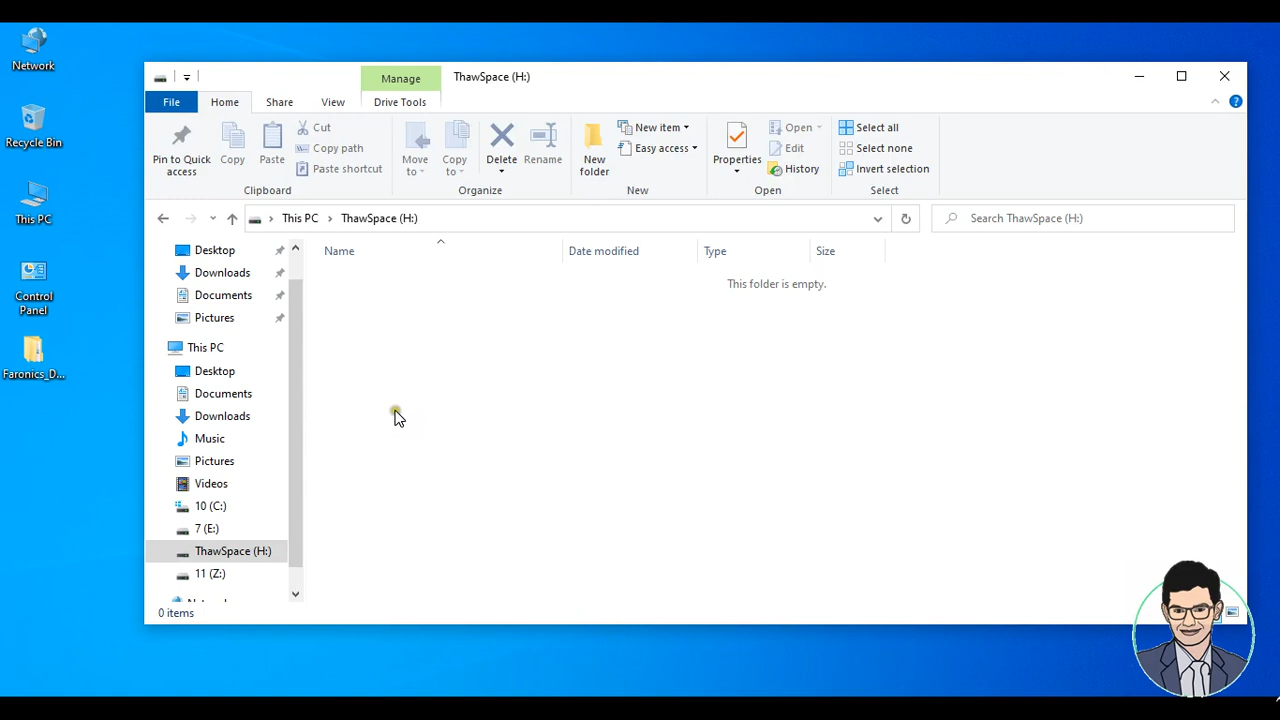 Network
Recycle Bin
This PC
Control
Panel
Faronics_D...
Manage
ThawSpace (H:)
File
Home
Share
View
Drive Tools
Pin to Quick
access
Copy
Paste
Cut
Copy path
Paste shortcut
Clipboard
Move
to
Copy
to
Delete
Rename
Organize
New
folder
New item
Easy access
New
Properties
Open
Edit
History
Open
Select all
Select none
Invert selection
Select
This PC
ThawSpace (H:)
Search ThawSpace (H:)
Desktop
Downloads
Documents
Pictures
This PC
Desktop
Documents
Downloads
Music
Pictures
Videos
10 (C:)
7 (E:)
ThawSpace (H:)
11 (Z:)
Name
Date modified
Type
Size
This folder is empty.
0 items